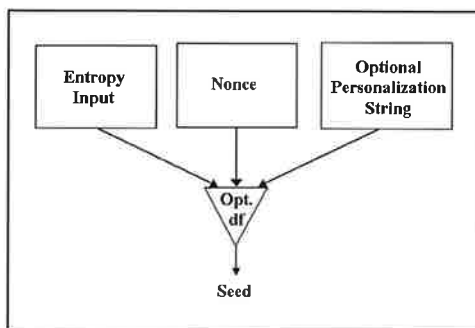 Entropy
Input
Nonce
Optional
Personalization
String
Opt.
df
Seed